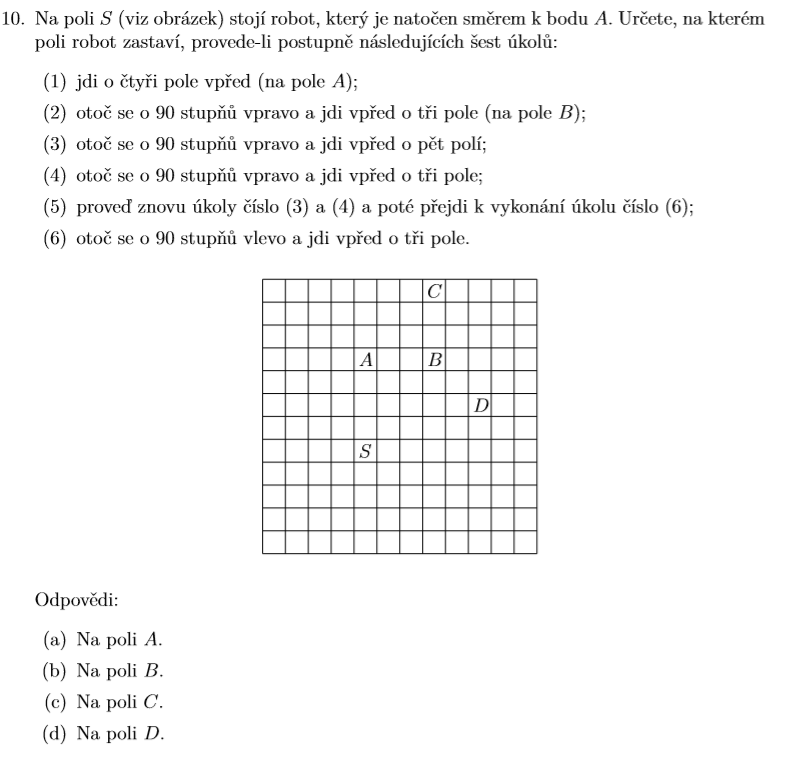 10. Na poli S (viz obrázek) stojí robot, který je natočen směrem k bodu A. Určete, na kterém
poli robot zastaví, provede-li postupně následujících šest úkolů:
(1) jdi o čtyři pole vpřed (na pole A);
(2) otoč se o 90 stupňů vpravo a jdi vpřed o tři pole (na pole B);
(3) otoč se o 90 stupňů vpravo a jdi vpřed o pět polí;
(4) otoč se o 90 stupňů vpravo a jdi vpřed o tři pole;
(5) proveď znovu úkoly číslo (3) a (4) a poté přejdi k vykonání úkolu číslo (6);
(6) otoč se o 90 stupňů vlevo a jdi vpřed o tři pole.
C
A B
D
S
Odpovědi:
(a) Na poli A.
(b) Na poli B.
(c) Na poli C.
(d) Na poli D.